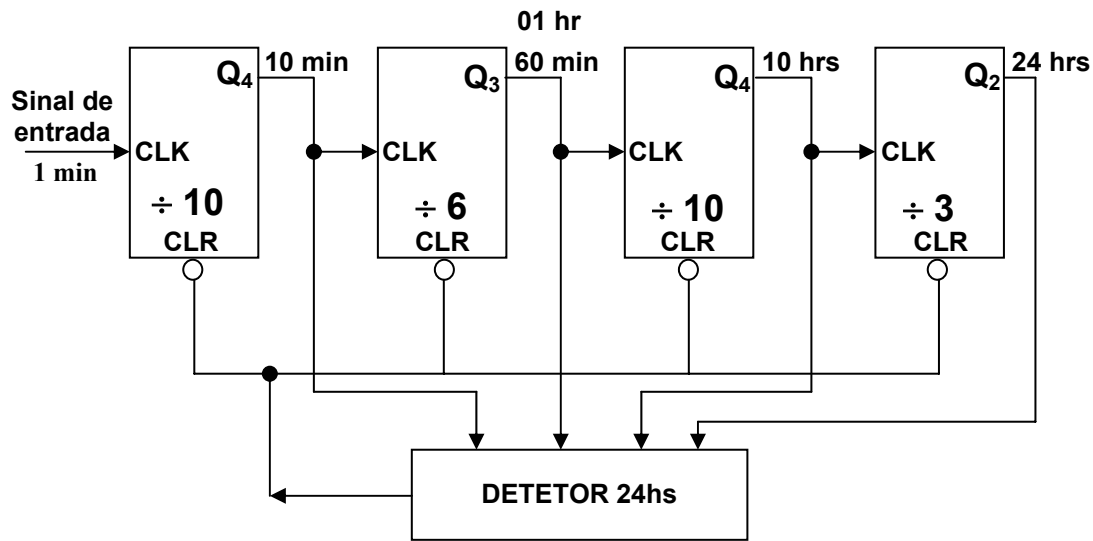 01 hr
Q₄ 10 min Q₃ 60 min Q₄ 10 hrs Q₂ 24 hrs
Sinal de
entrada
1 min
CLK CLK CLK CLK
÷ 10 ÷ 6 ÷ 10 ÷ 3
CLR CLR CLR CLR
DETETOR 24hs